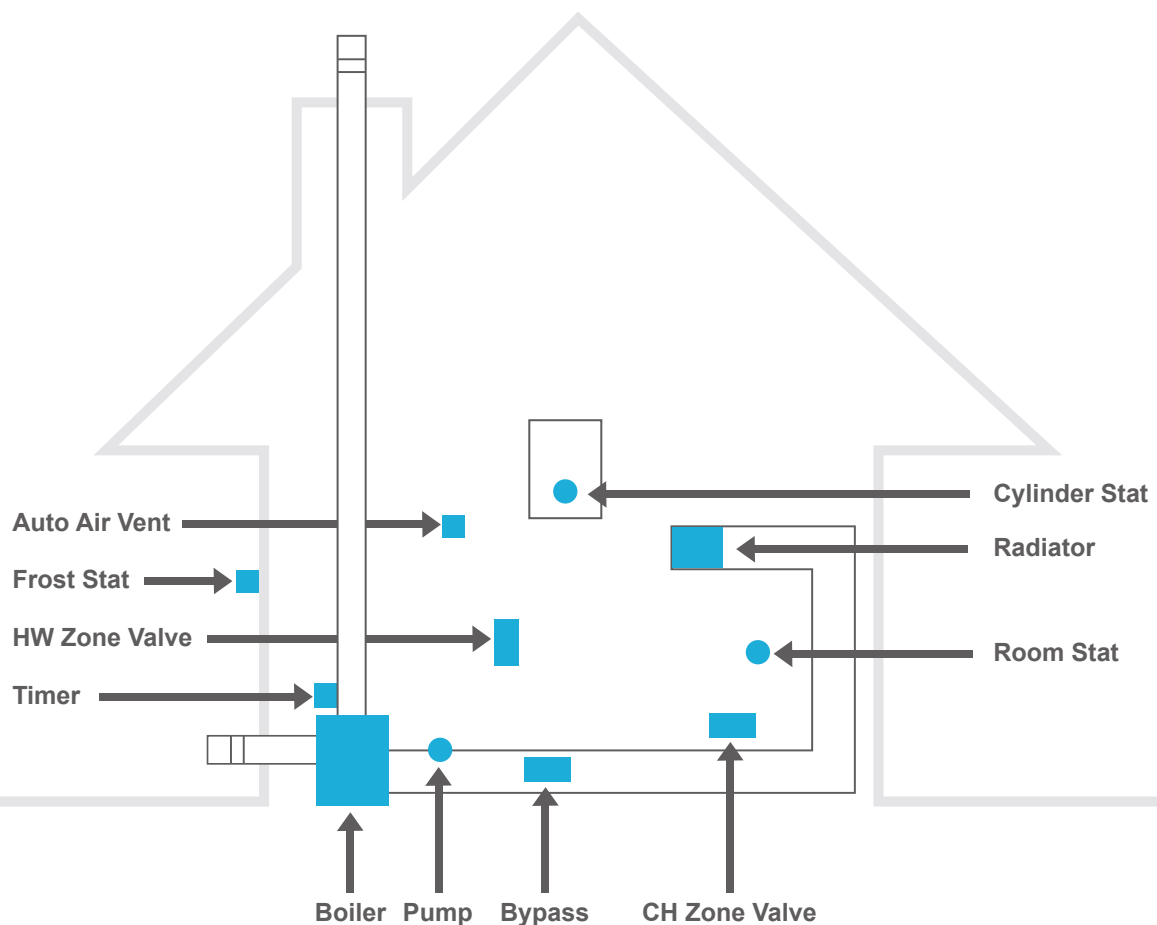 Auto Air Vent
Frost Stat
HW Zone Valve
Timer
Cylinder Stat
Radiator
Room Stat
Boiler Pump Bypass CH Zone Valve